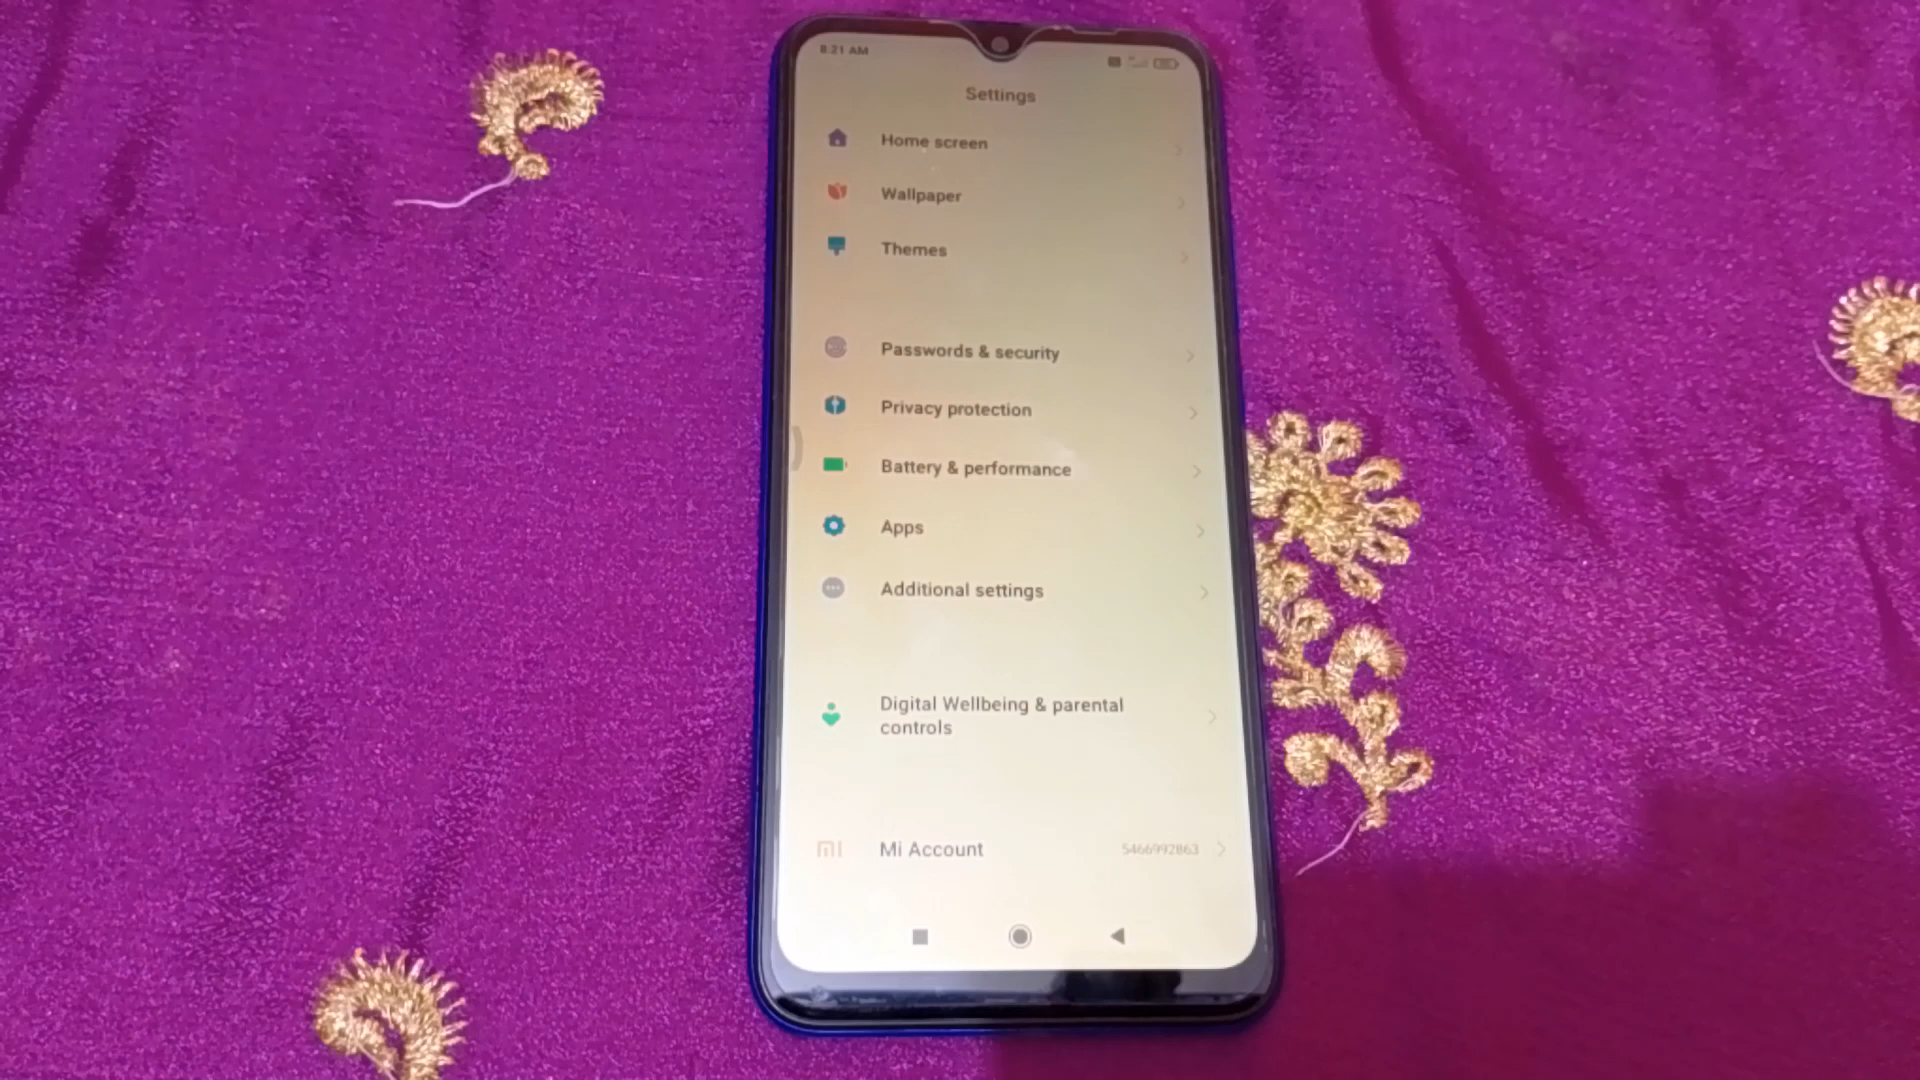 8:21 AM
Settings
Home screen
Wallpaper
Themes
Passwords & security
Privacy protection
Battery & performance
Apps
Additional settings
Digital Wellbeing & parental
controls
Mi Account 5466992863